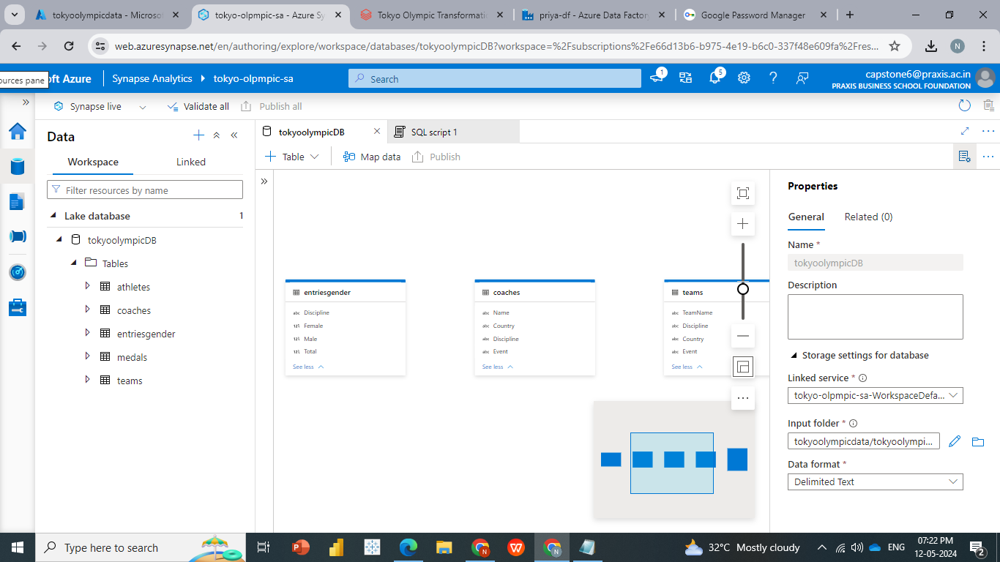 tokyoolympicdata - Microsof
tokyo-olpmpic-sa - Azure Sy
Tokyo Olympic Transformatio
priye-df - Azure Data Factor
Google Password Manager
web.azuresynapse.net/en/authoring/explore/workspace/databases/tokyoolympicDB?workspace=%2Fsubscriptions%2Fe66d13b6-b975-4e19-b6c0-337f48e609fa%2Fres...
N
ources pane
oft Azure
Synapse Analytics
tokyo-olpmpic-sa
Search
1
5
capstone6@praxis.ac.in
PRAXIS BUSINESS SCHOOL FOUNDATION
Synapse live
Validate all
Publish all
Data
Workspace
Linked
Filter resources by name
Lake database
1
tokyoolympicDB
Tables
athletes
coaches
entriesgender
medals
teams
tokyoolympicDB
SQL script 1
Table
Map data
Publish
entriesgender
abc Discipline
123 Female
123 Male
123 Total
See less
coaches
abc Name
abc Country
abc Discipline
abc Event
See less
teams
abc TeamName
abc Discipline
abc Country
abc Event
See less
Properties
General
Related (0)
Name *
tokyoolympicDB
Description
Storage settings for database
Linked service *
tokyo-olpmpic-sa-WorkspaceDefa...
Input folder *
tokyoolympicdata/tokyoolympi...
Data format *
Delimited Text
Type here to search
32°C Mostly cloudy
ENG
07:22 PM
12-05-2024
2